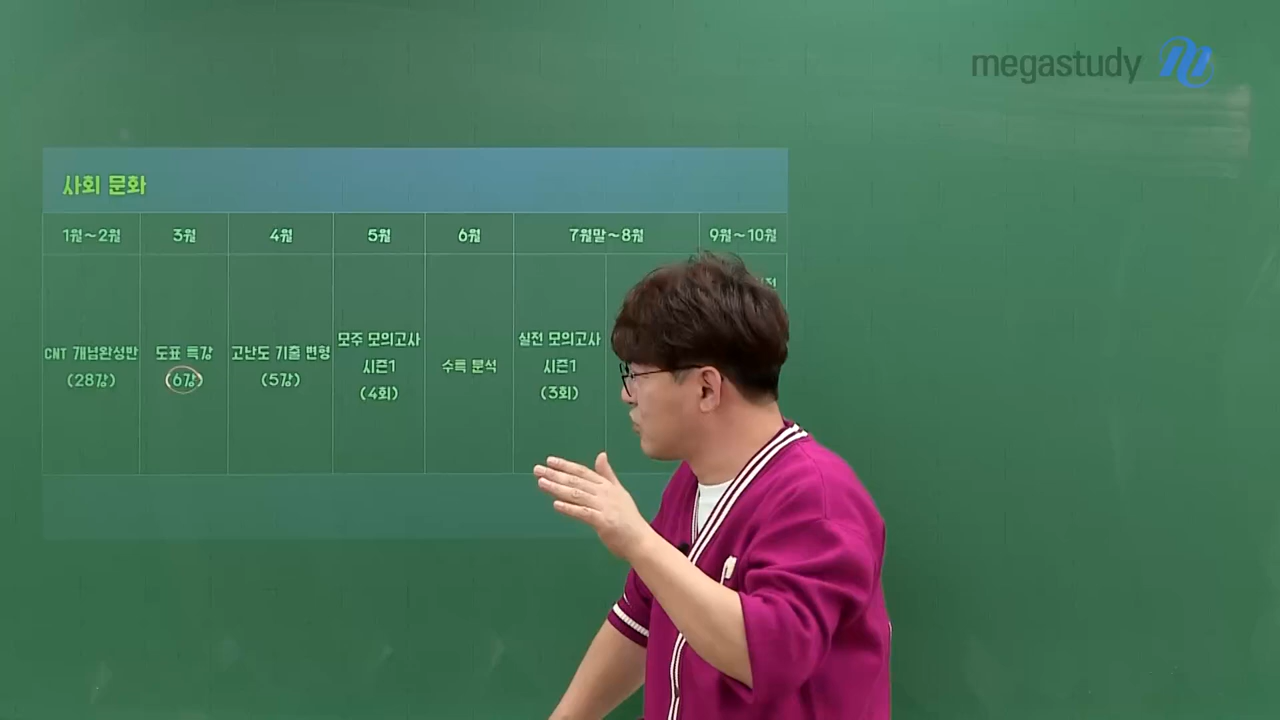 megastudy
사회 문화
1월~2월 3월 4월 5월 6월 7월말~8월 9월~10월
CNT 개념완성반
(28강)
도표 특강
(6강)
고난도 기출 변형
(5강)
모주 모의고사
시즌1
(4회)
수특 분석
실전 모의고사
시즌1
(3회)